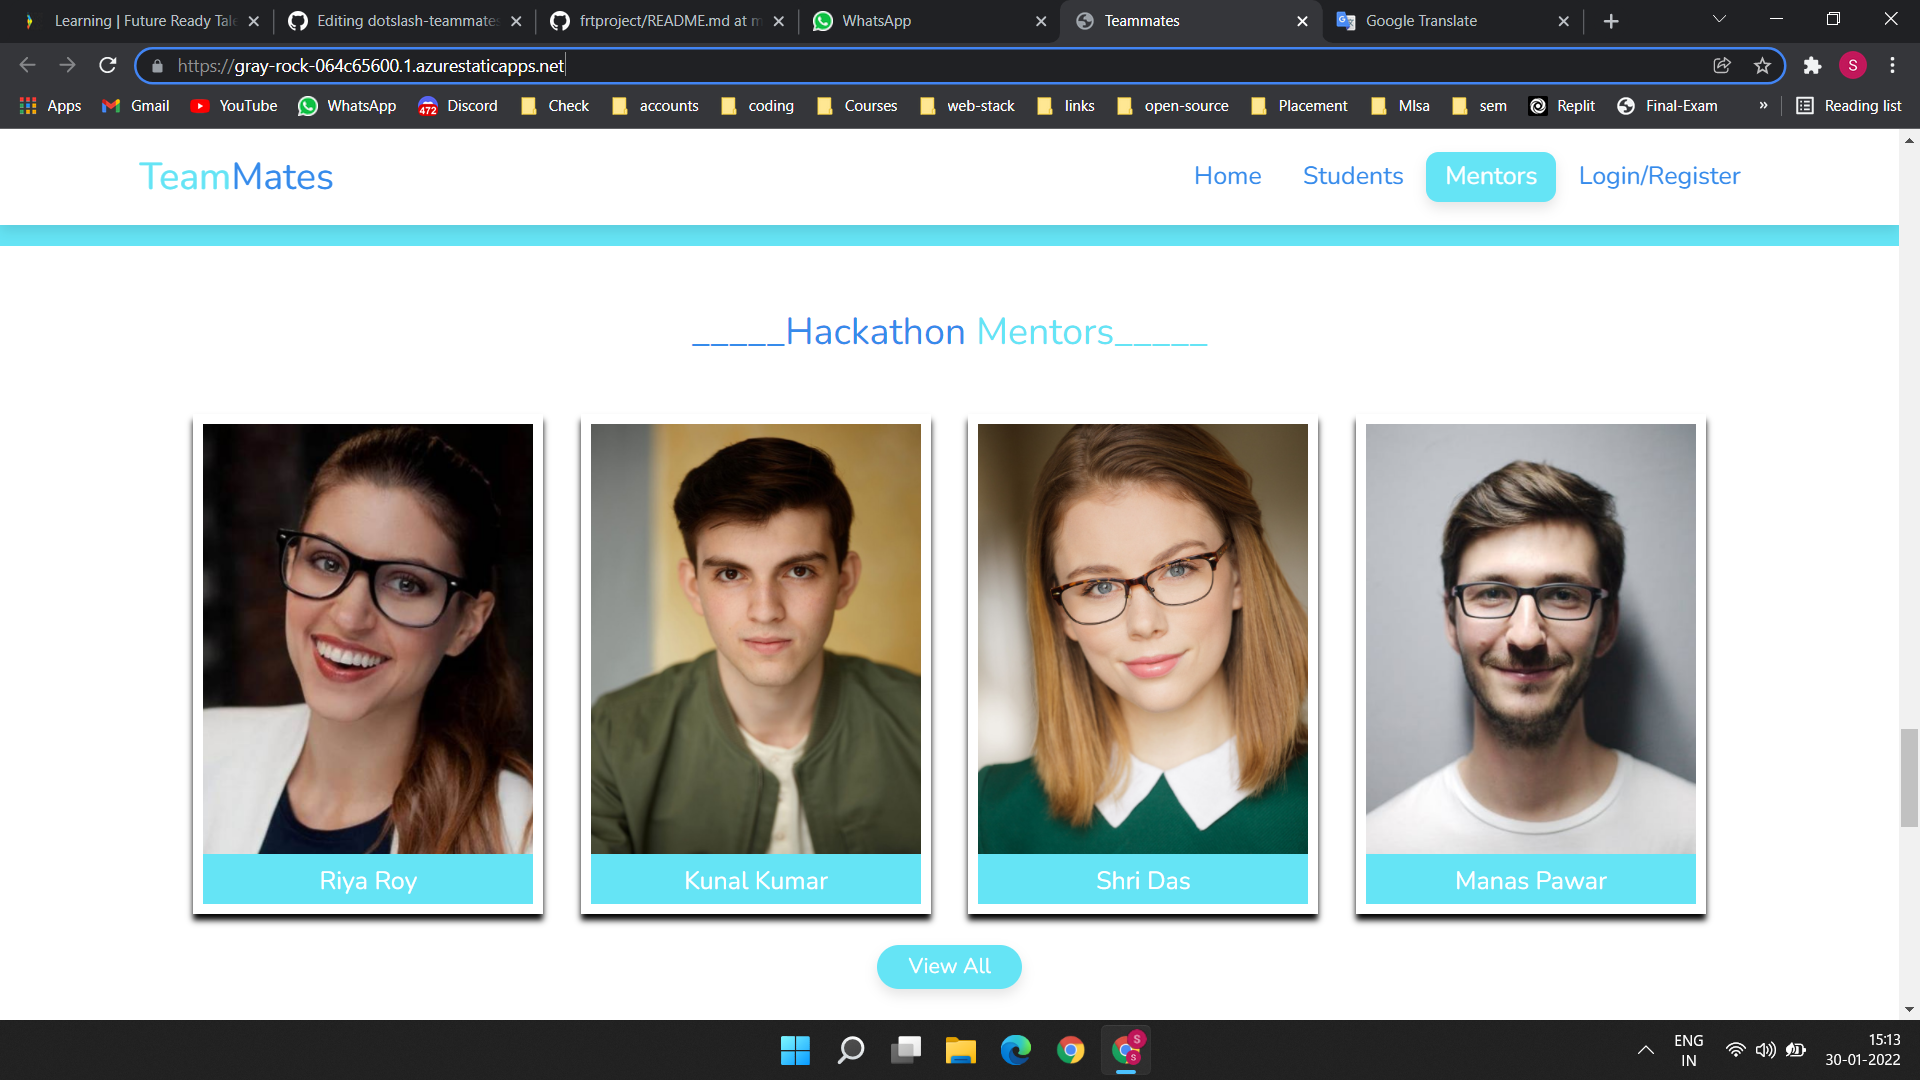 Learning | Future Ready Tale
Editing dotslash-teammates
frtproject/README.md at m
WhatsApp
Teammates
Google Translate
https://gray-rock-064c65600.1.azurestaticapps.net
S
Apps
Gmail
YouTube
WhatsApp
472
Discord
Check
accounts
coding
Courses
web-stack
links
open-source
Placement
Mlsa
sem
Replit
Final-Exam
»
Reading list
TeamMates
Home
Students
Mentors
Login/Register
_____Hackathon Mentors_____
Riya Roy
Kunal Kumar
Shri Das
Manas Pawar
View All
S
S
ENG
IN
15:13
30-01-2022